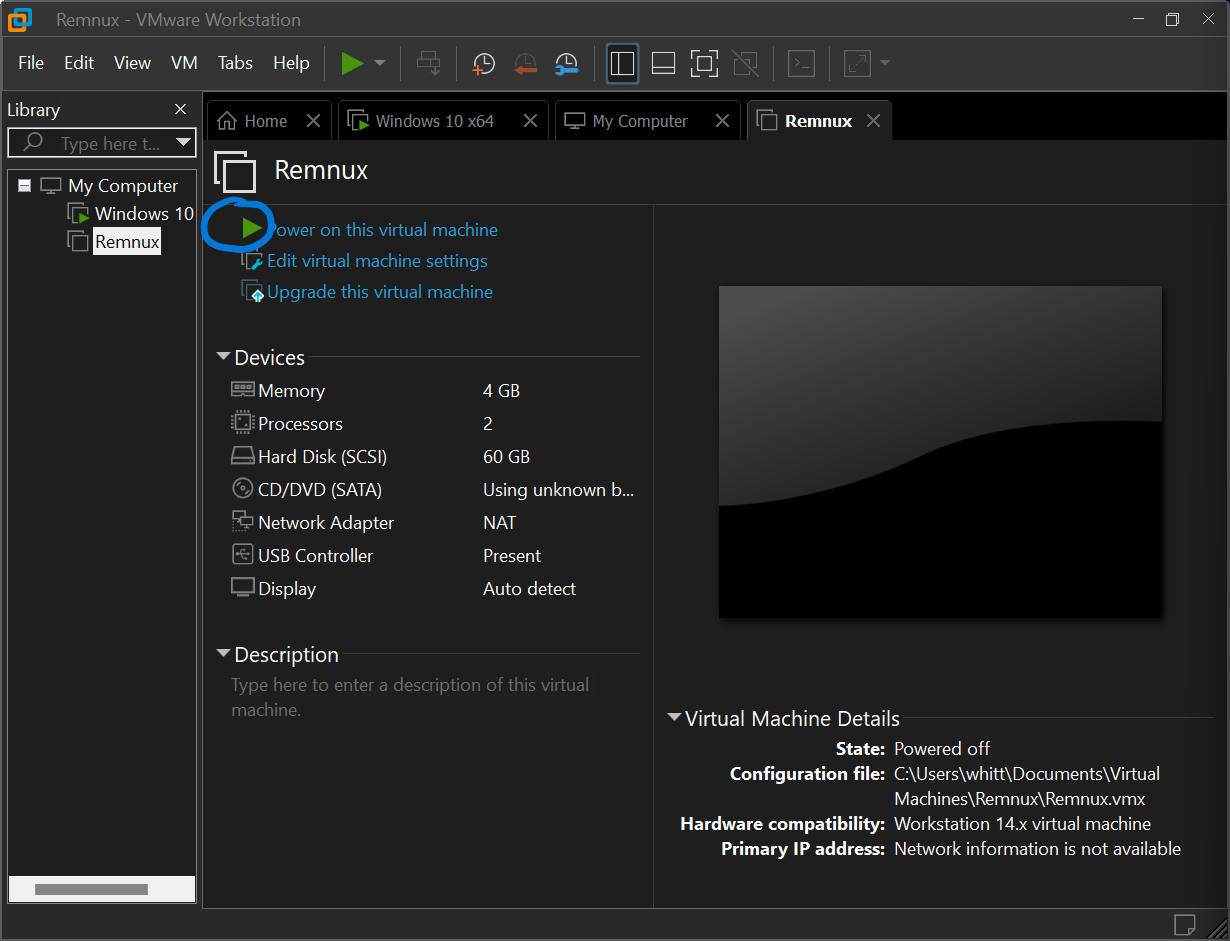 Remnux - VMware Workstation
File Edit View VM Tabs Help
Library
Type here t...
My Computer
Windows 10
Remnux
Home
Windows 10 x64
My Computer
Remnux
Remnux
ower on this virtual machine
Edit virtual machine settings
Upgrade this virtual machine
Devices
Memory 4 GB
Processors 2
Hard Disk (SCSI) 60 GB
CD/DVD (SATA) Using unknown b...
Network Adapter NAT
USB Controller Present
Display Auto detect
Description
Type here to enter a description of this virtual
machine.
Virtual Machine Details
State: Powered off
Configuration file: C:\Users\whitt\Documents\Virtual
Machines\Remnux\Remnux.vmx
Hardware compatibility: Workstation 14.x virtual machine
Primary IP address: Network information is not available